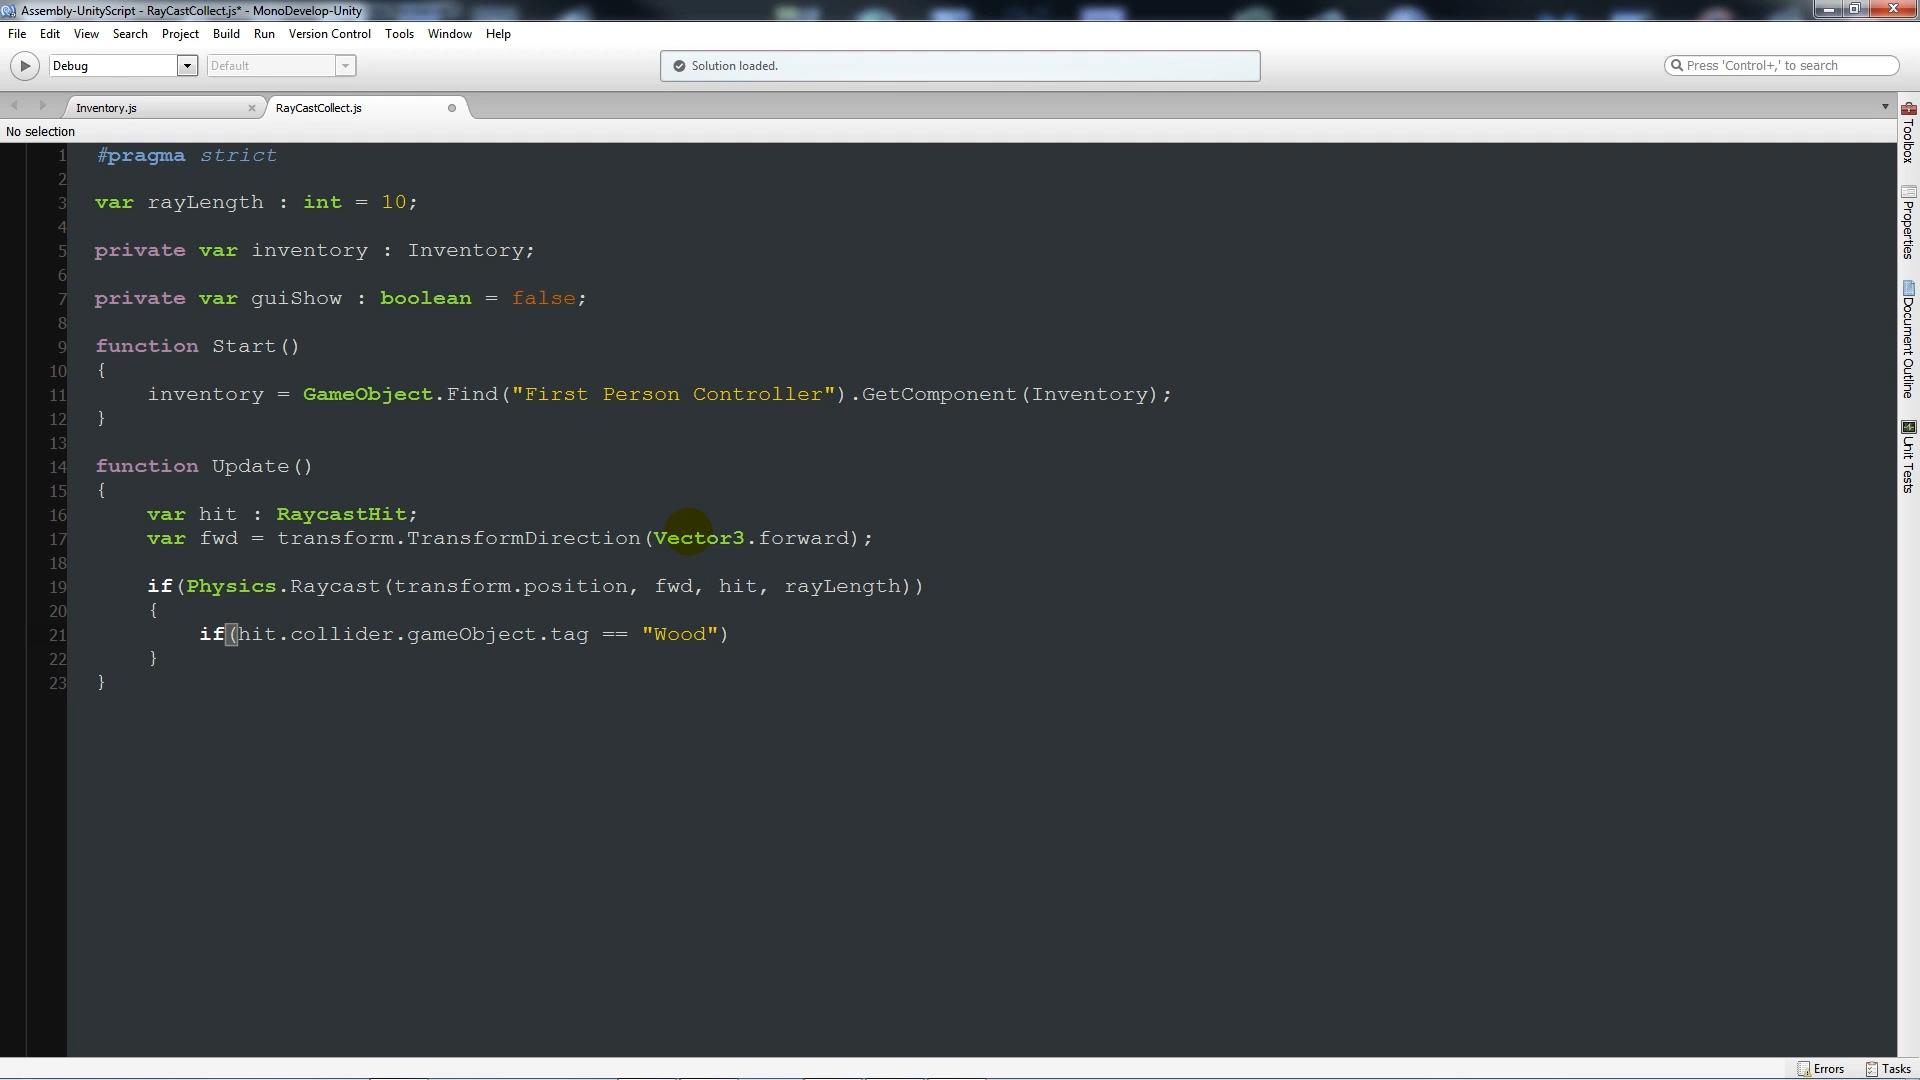 Assembly-UnityScript - RayCastCollect.js* - MonoDevelop-Unity
File Edit View Search Project Build Run Version Control Tools Window Help
Debug Default Solution loaded. Press 'Control+,' to search
Inventory.js RayCastCollect.js
No selection
1 #pragma strict
2
3 var rayLength : int = 10;
4
5 private var inventory : Inventory;
6
7 private var guiShow : boolean = false;
8
9 function Start()
10 {
11 inventory = GameObject.Find("First Person Controller").GetComponent(Inventory);
12 }
13
14 function Update()
15 {
16 var hit : RaycastHit;
17 var fwd = transform.TransformDirection(Vector3.forward);
18
19 if(Physics.Raycast(transform.position, fwd, hit, rayLength))
20 {
21 if(hit.collider.gameObject.tag == "Wood")
22 }
23 }
Toolbox
Properties
Document Outline
Unit Tests
Errors Tasks